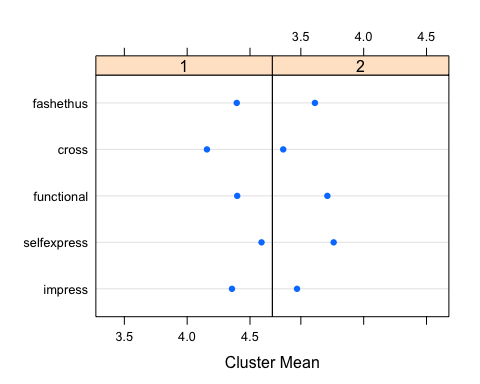 3.5 4.0 4.5
1 2
fashethus
cross
functional
selfexpress
impress
3.5 4.0 4.5
Cluster Mean